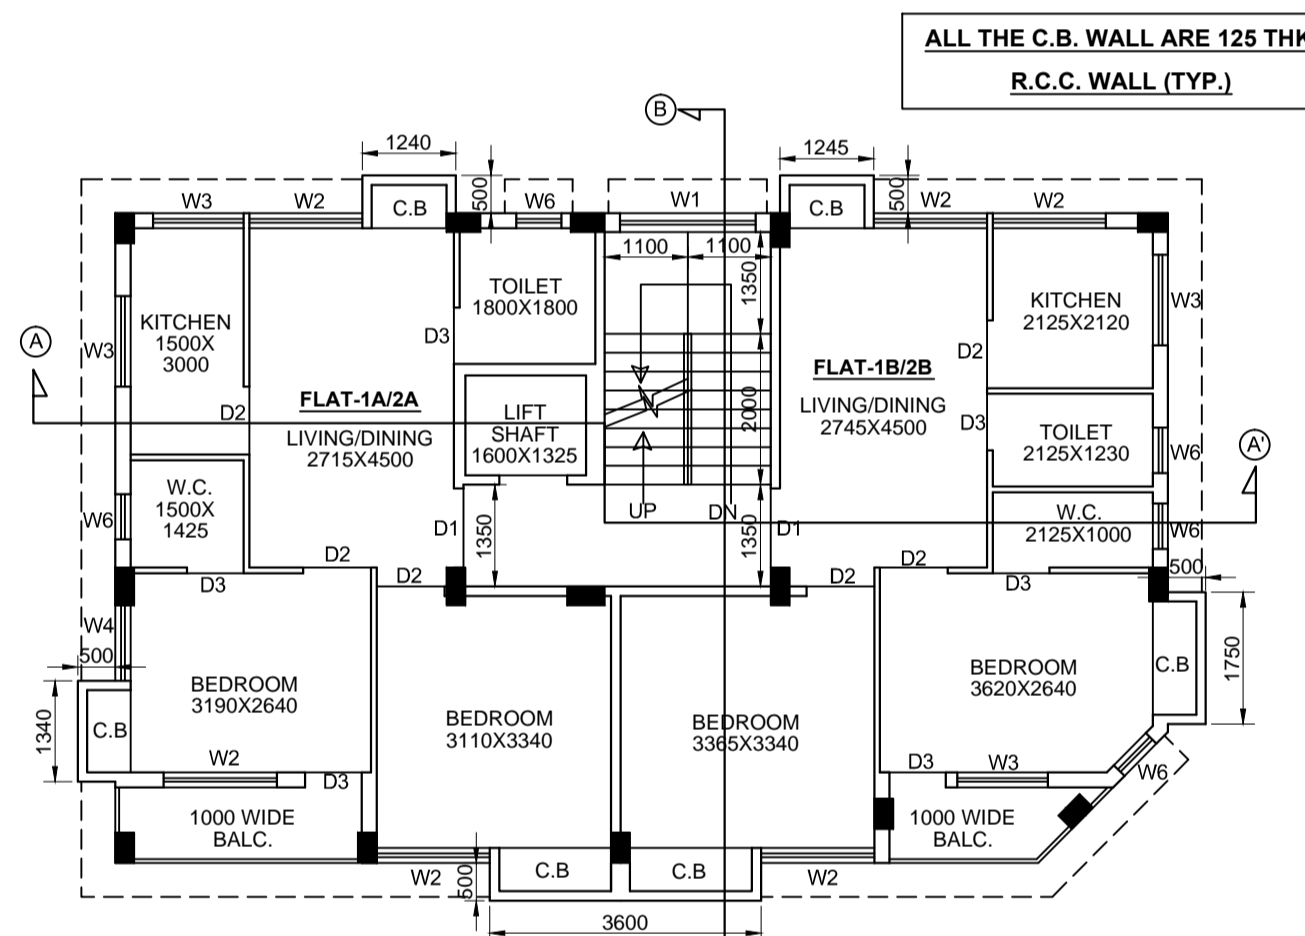 ALL THE C.B. WALL ARE 125 THK
R.C.C. WALL (TYP.)
B
1240
1245
500
500
W3
W2
W6
W1
W2
W2
C.B
C.B
1100
1100
1350
TOILET
1800X1800
KITCHEN
1500X
3000
KITCHEN
2125X2120
W3
W3
A
D3
D2
FLAT-1A/2A
LIVING/DINING
2715X4500
D2
LIFT
SHAFT
1600X1325
2000
FLAT-1B/2B
LIVING/DINING
2745X4500
D3
TOILET
2125X1230
A'
W6
W.C.
1500X
1425
W6
UP
DN
D1
D1
1350
1350
W.C.
2125X1000
W6
D2
D2
D2
D2
D3
D3
500
W4
500
1340
C.B
BEDROOM
3190X2640
BEDROOM
3110X3340
BEDROOM
3365X3340
BEDROOM
3620X2640
C.B
1750
W2
D3
D3
W3
W6
1000 WIDE
BALC.
1000 WIDE
BALC.
W2
500
C.B
C.B
W2
3600